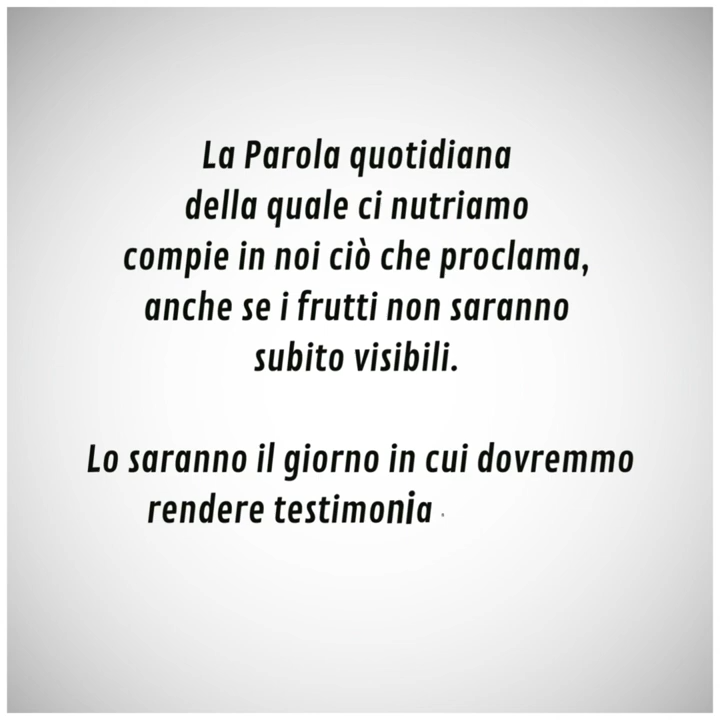 La Parola quotidiana
della quale ci nutriamo
compie in noi ciò che proclama,
anche se i frutti non saranno
subito visibili.
Lo saranno il giorno in cui dovremmo
rendere testimonia